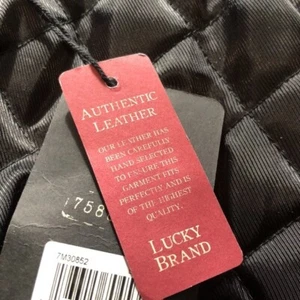 AUTHENTIC
LEATHER
OUR LEATHER HAS
BEEN CAREFULLY
HAND SELECTED
TO ENSURE THIS
GARMENT FITS
PERFECTLY AND IS
OF THE HIGHEST
QUALITY.
LUCKY
BRAND
1758
7M30852